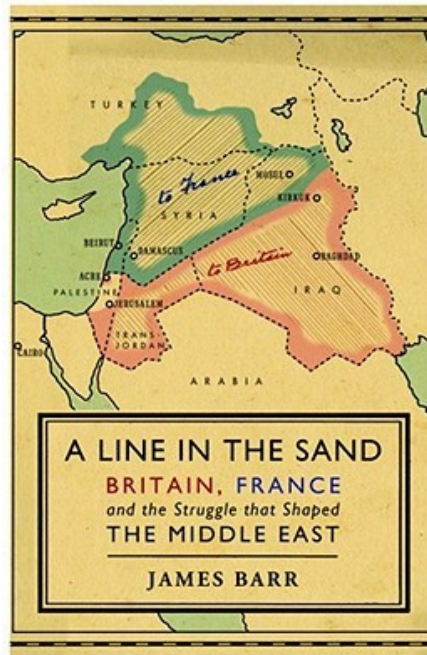 TURKEY
to France
MOSUL
SYRIA
KIRKUK
BEIRUT
DAMASCUS
to Britain
BAGHDAD
ACRE
PALESTINE
IRAQ
JERUSALEM
TRANS
JORDAN
CAIRO
ARABIA
A LINE IN THE SAND
BRITAIN, FRANCE
and the Struggle that Shaped
THE MIDDLE EAST
JAMES BARR